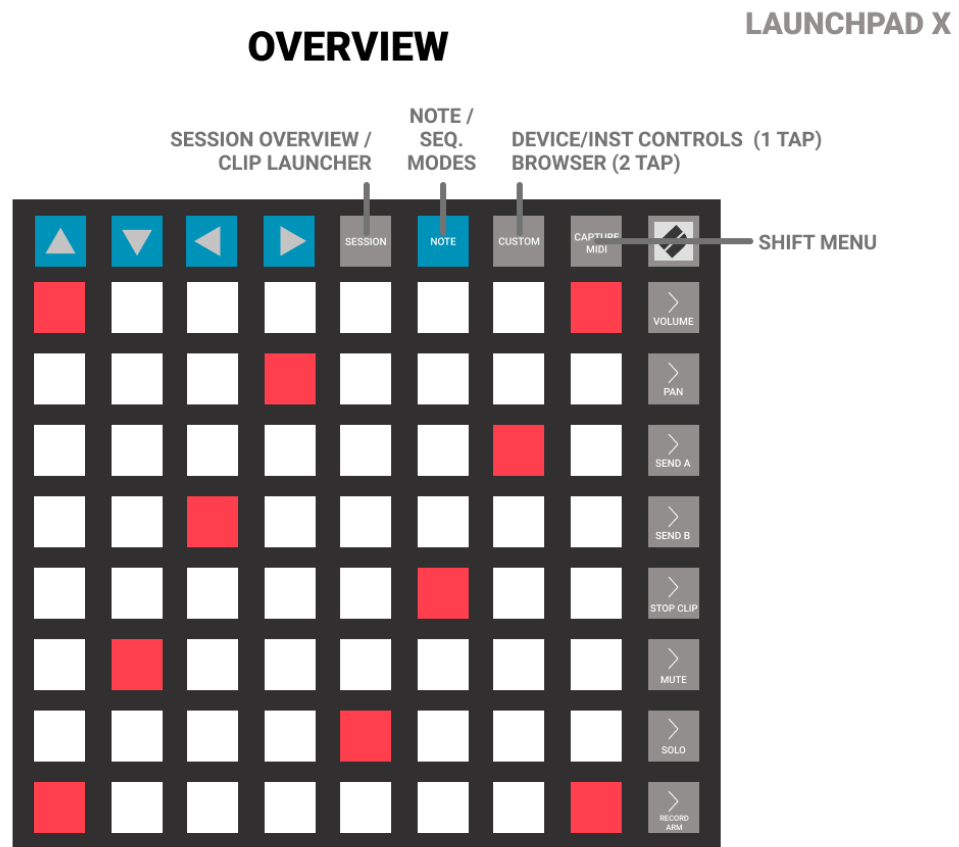 LAUNCHPAD X
OVERVIEW
SESSION OVERVIEW /
CLIP LAUNCHER
NOTE /
SEQ.
MODES
DEVICE/INST CONTROLS (1 TAP)
BROWSER (2 TAP)
SESSION
NOTE
CUSTOM
CAPTURE
MIDI
SHIFT MENU
VOLUME
PAN
SEND A
SEND B
STOP CLIP
MUTE
SOLO
RECORD
ARM